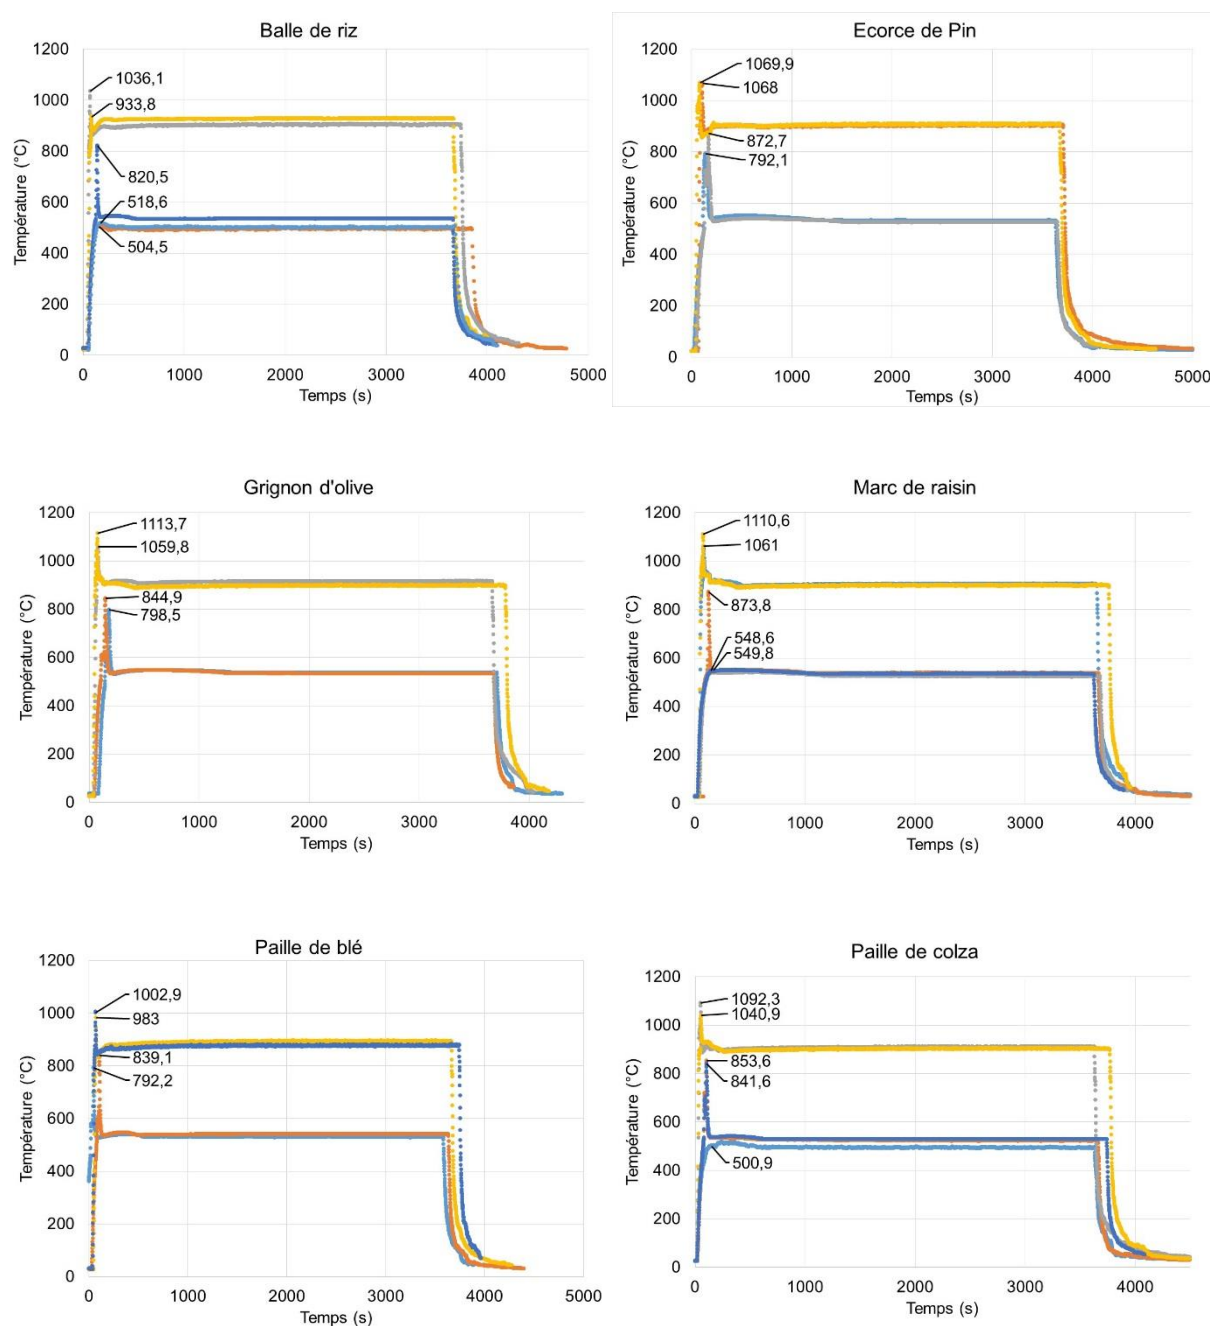 Balle de riz
1200
1000
800
600
400
200
0
Température (°C)
1036,1
933,8
820,5
518,6
504,5
0 1000 2000 3000 4000 5000
Temps (s)
Ecorce de Pin
1200
1000
800
600
400
200
0
Température (°C)
1069,9
1068
872,7
792,1
0 1000 2000 3000 4000 5000
Temps (s)
Grignon d'olive
1200
1000
800
600
400
200
0
Température (°C)
1113,7
1059,8
844,9
798,5
0 1000 2000 3000 4000
Temps (s)
Marc de raisin
1200
1000
800
600
400
200
0
Température (°C)
1110,6
1061
873,8
548,6
549,8
0 1000 2000 3000 4000
Temps (s)
Paille de blé
1200
1000
800
600
400
200
0
Température (°C)
1002,9
983
839,1
792,2
0 1000 2000 3000 4000 5000
Temps (s)
Paille de colza
1200
1000
800
600
400
200
0
Température (°C)
1092,3
1040,9
853,6
841,6
500,9
0 1000 2000 3000 4000
Temps (s)